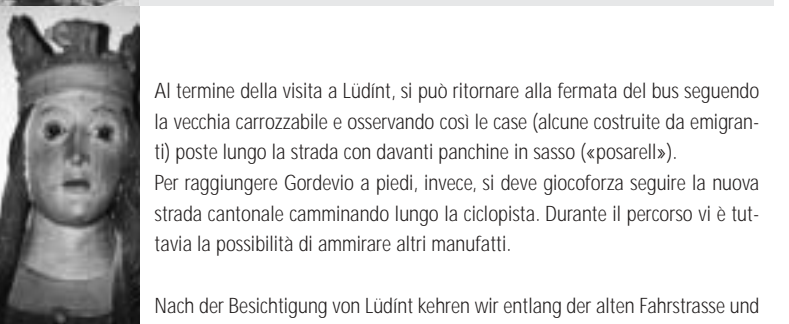 Al termine della visita a Lüdínt, si può ritornare alla fermata del bus seguendo
la vecchia carrozzabile e osservando così le case (alcune costruite da emigran-
ti) poste lungo la strada con davanti panchine in sasso («posarell»).
Per raggiungere Gordevio a piedi, invece, si deve giocoforza seguire la nuova
strada cantonale camminando lungo la ciclopista. Durante il percorso vi è tut-
tavia la possibilità di ammirare altri manufatti.
Nach der Besichtigung von Lüdínt kehren wir entlang der alten Fahrstrasse und